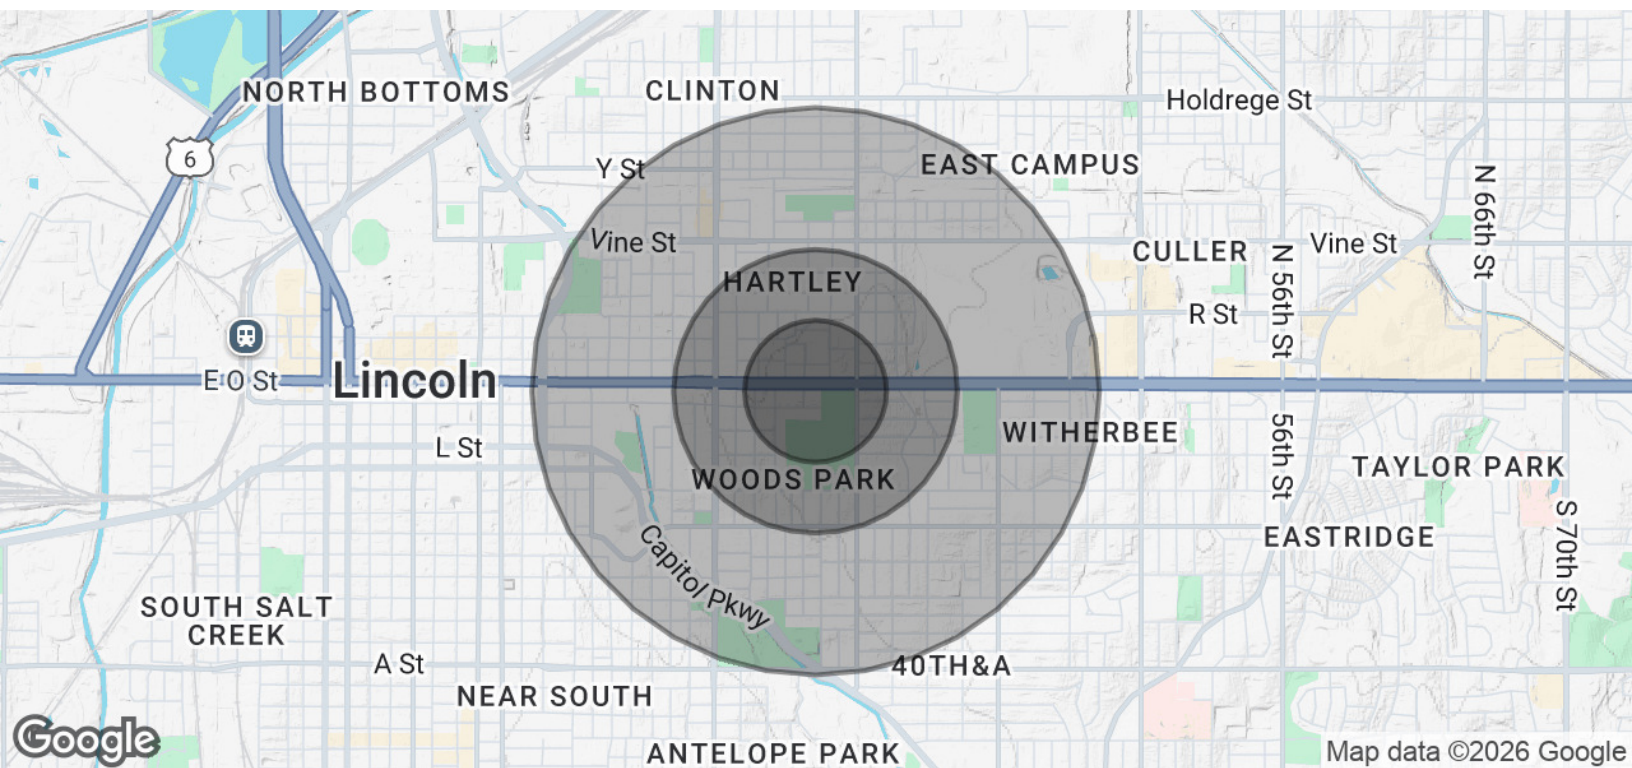 NORTH BOTTOMS
CLINTON
Holdrege St
6
Y St
EAST CAMPUS
N 66th St
Vine St
CULLER
N 56th St
Vine St
HARTLEY
R St
E O St
Lincoln
L St
WITHERBEE
56th St
TAYLOR PARK
WOODS PARK
S 70th St
EASTRIDGE
Capitol Pkwy
SOUTH SALT
CREEK
A St
40TH&A
NEAR SOUTH
Google
ANTELOPE PARK
Map data ©2026 Google